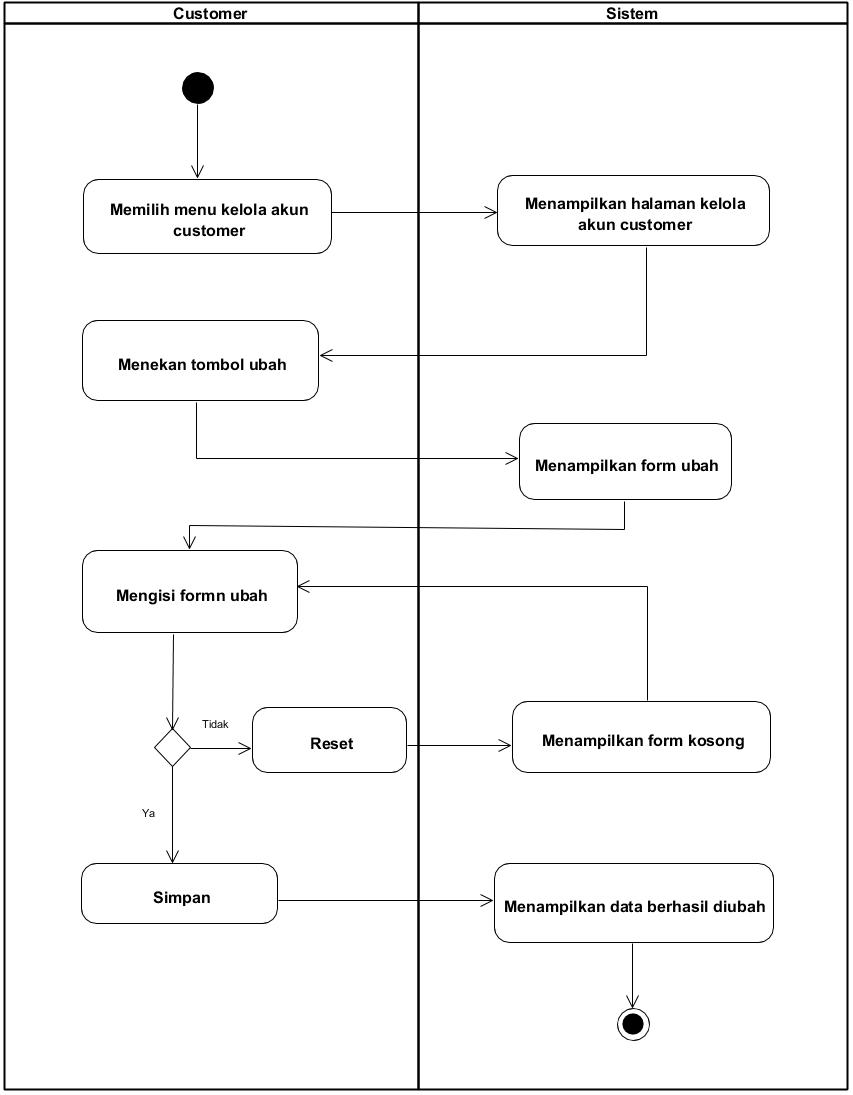 Customer
Sistem
Memilih menu kelola akun
customer
Menampilkan halaman kelola
akun customer
Menekan tombol ubah
Menampilkan form ubah
Mengisi formn ubah
Tidak
Reset
Menampilkan form kosong
Ya
Simpan
Menampilkan data berhasil diubah